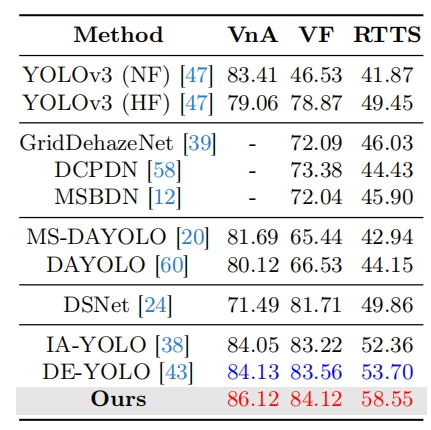 Method VnA VF RTTS
YOLOv3 (NF) [47] 83.41 46.53 41.87
YOLOv3 (HF) [47] 79.06 78.87 49.45
GridDehazeNet [39] - 72.09 46.03
DCPDN [58] - 73.38 44.43
MSBDN [12] - 72.04 45.90
MS-DAYOLO [20] 81.69 65.44 42.94
DAYOLO [60] 80.12 66.53 44.15
DSNet [24] 71.49 81.71 49.86
IA-YOLO [38] 84.05 83.22 52.36
DE-YOLO [43] 84.13 83.56 53.70
Ours 86.12 84.12 58.55